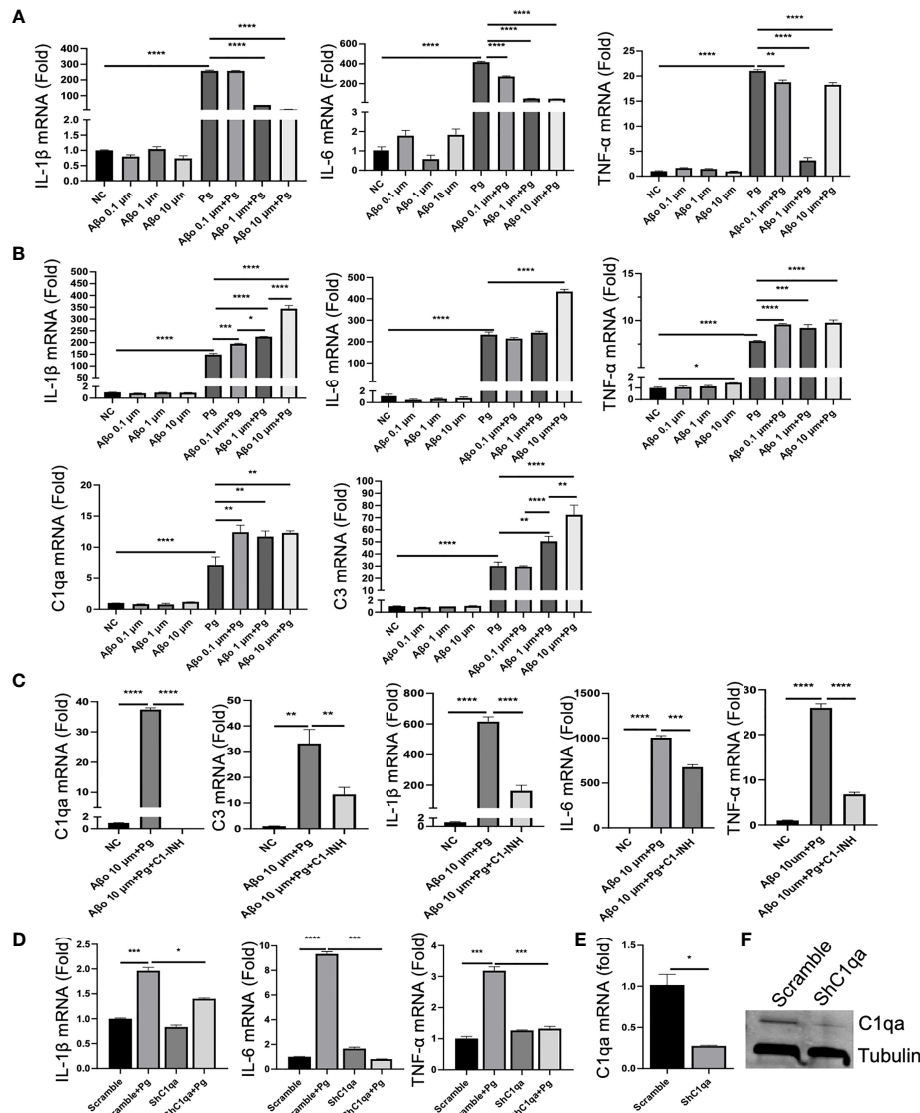 A
IL-1β mRNA (Fold)
300
200
100
1.5
1.0
0.5
0.0
****
****
****
NC
Aβo 0.1 μm
Aβo 1 μm
Aβo 10 μm
Pg
Aβo 0.1 μm+Pg
Aβo 1 μm+Pg
Aβo 10 μm+Pg
IL-6 mRNA (Fold)
600
400
200
4
3
2
1
0
****
****
****
****
NC
Aβo 0.1 μm
Aβo 1 μm
Pg
Aβo 0.1 μm+Pg
Aβo 1 μm+Pg
Aβo 10 μm+Pg
TNF-α mRNA (Fold)
25
20
15
10
5
0
****
****
**
****
NC
Aβo 0.1 μm
Aβo 1 μm
Aβo 10 μm
Pg
Aβo 0.1 μm+Pg
Aβo 1 μm+Pg
Aβo 10 μm+Pg
B
IL-1β mRNA (Fold)
500
450
400
350
300
250
200
150
100
50
2
0
****
****
****
****
***
*
NC
Aβo 0.1 μm
Aβo 1 μm
Aβo 10 μm
Pg
Aβo 0.1 μm+Pg
Aβo 1 μm+Pg
Aβo 10 μm+Pg
IL-6 mRNA (Fold)
600
400
200
2
1
0
****
****
NC
Aβo 0.1 μm
Aβo 1 μm
Aβo 10 μm
Pg
Aβo 0.1 μm+Pg
Aβo 1 μm+Pg
Aβo 10 μm+Pg
TNF-α mRNA (Fold)
15
10
2
1
0
****
***
****
****
*
NC
Aβo 0.1 μm
Aβo 1 μm
Aβo 10 μm
Pg
Aβo 0.1 μm+Pg
Aβo 1 μm+Pg
Aβo 10 μm+Pg
C1qa mRNA (Fold)
20
15
10
5
0
**
**
**
****
NC
Aβo 0.1 μm
Aβo 1 μm
Aβo 10 μm
Pg
Aβo 0.1 μm+Pg
Aβo 1 μm+Pg
Aβo 10 μm+Pg
C3 mRNA (Fold)
100
90
80
70
60
50
40
30
20
10
2
0
****
**
****
**
****
NC
Aβo 0.1 μm
Aβo 1 μm
Aβo 10 μm
Pg
Aβo 0.1 μm+Pg
Aβo 1 μm+Pg
Aβo 10 μm+Pg
C
C1qa mRNA (Fold)
40
30
20
10
2
0
**** ****
NC
Aβo 10 μm+Pg
Aβo 10 μm+Pg+C1-INH
C3 mRNA (Fold)
50
40
30
20
10
0
** **
NC
Aβo 10 μm+Pg
Aβo 10 μm+Pg+C1-INH
IL-1β mRNA (Fold)
800
600
400
200
2
0
**** ****
NC
Aβo 10 μm+Pg
Aβo 10 μm+Pg+C1-INH
IL-6 mRNA (Fold)
1500
1000
500
0
**** ***
NC
Aβo 10 μm+Pg
Aβo 10 μm+Pg+C1-INH
TNF-α mRNA (Fold)
30
20
10
0
**** ****
NC
Aβo 10um+Pg
Aβo 10um+Pg+C1-INH
D
IL-1β mRNA (Fold)
2.5
2.0
1.5
1.0
0.5
0.0
*** *
Scramble
ShC1qa
IL-6 mRNA (Fold)
10
8
6
4
2
0
**** ***
Scramble
ShC1qa
TNF-α mRNA (Fold)
4
3
2
1
0
*** ***
Scramble
ShC1qa
ShC1qa+Pg
E
C1qa mRNA (fold)
1.5
1.0
0.5
0.0
*
Scramble
ShC1qa
F
Scramble
ShC1qa
C1qa
Tubulin